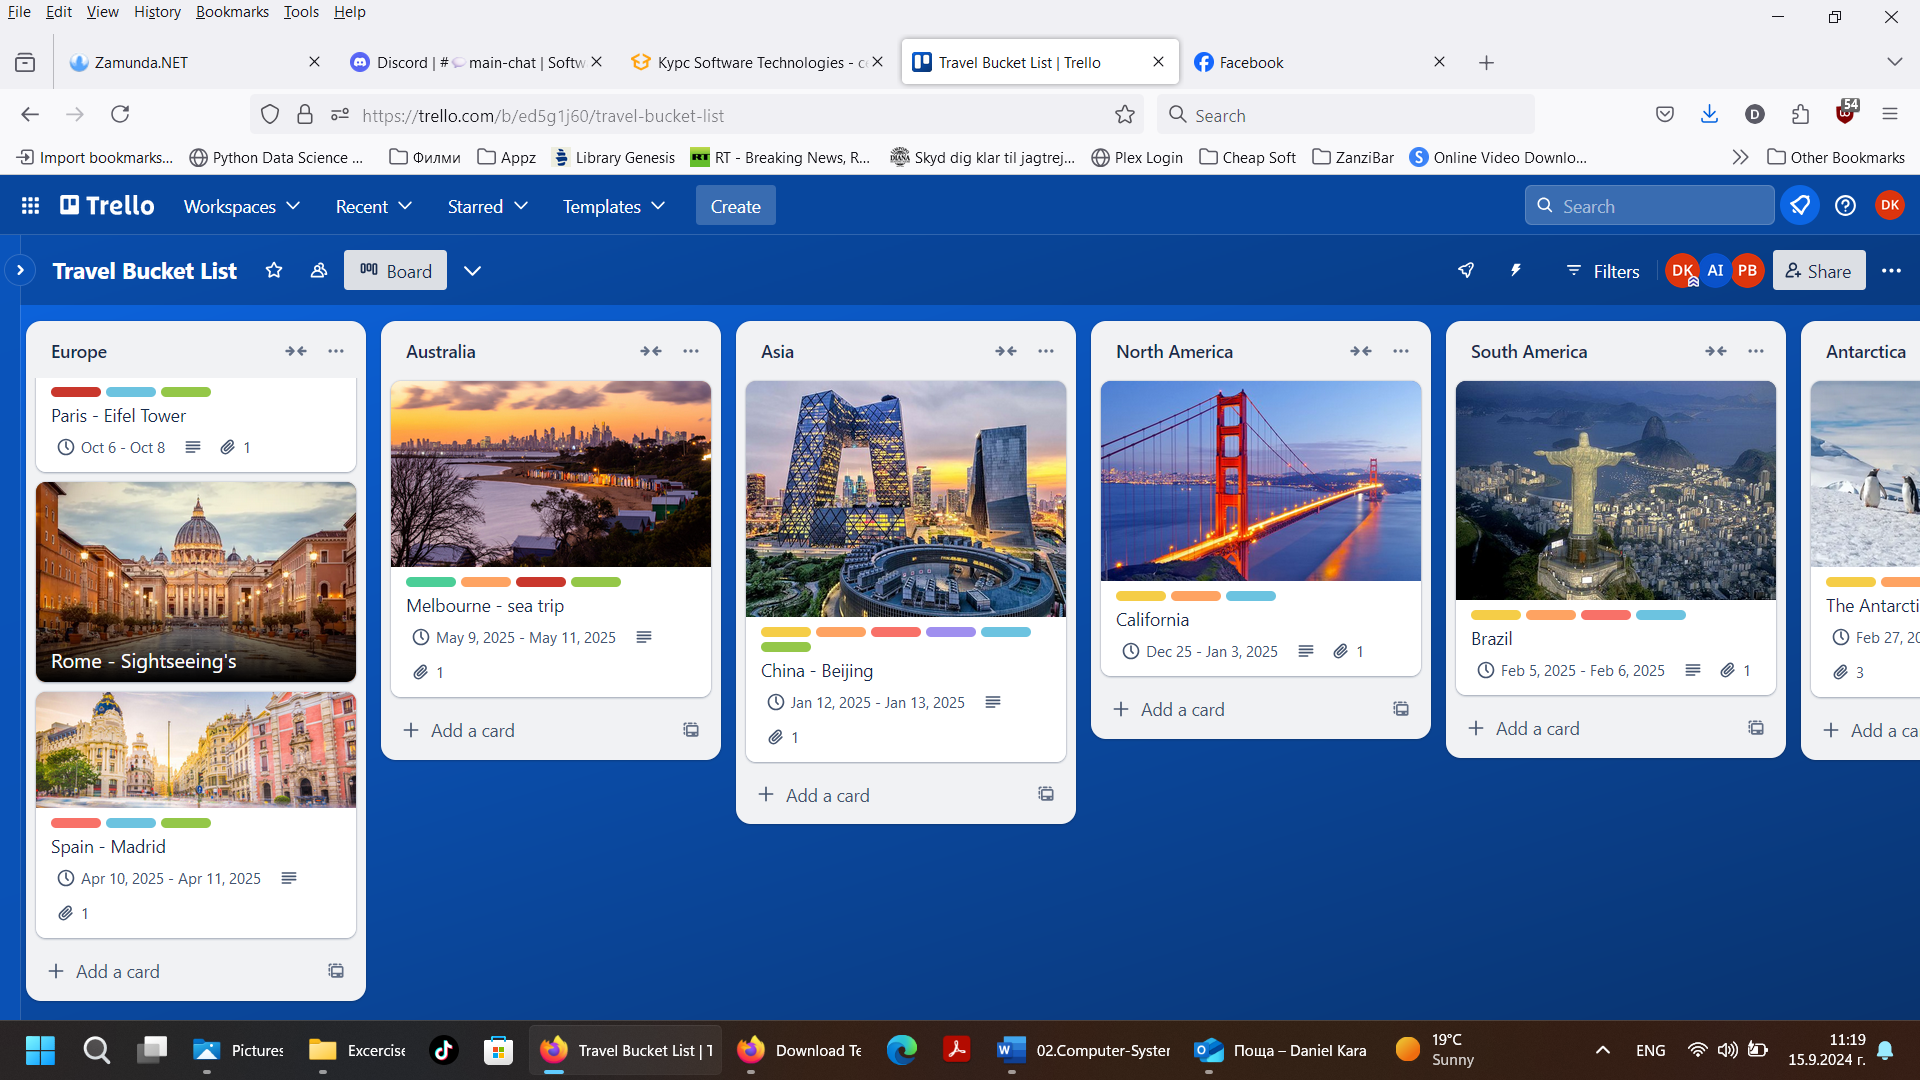 File Edit View History Bookmarks Tools Help
Zamunda.NET
Discord | # main-chat | Softw
Курс Software Technologies - с
Travel Bucket List | Trello
Facebook
https://trello.com/b/ed5g1j60/travel-bucket-list
Search
D
54
Import bookmarks...
Python Data Science ...
Филми
Appz
Library Genesis
RT
RT - Breaking News, R...
DIANA
Skyd dig klar til jagtrej...
Plex Login
Cheap Soft
ZanziBar
S
Online Video Downlo...
Other Bookmarks
Trello
Workspaces
Recent
Starred
Templates
Create
Search
DK
Travel Bucket List
Board
Filters
DK
AI
PB
Share
Europe
Paris - Eifel Tower
Oct 6 - Oct 8
1
Rome - Sightseeing's
Spain - Madrid
Apr 10, 2025 - Apr 11, 2025
1
Add a card
Australia
Melbourne - sea trip
May 9, 2025 - May 11, 2025
1
Add a card
Asia
China - Beijing
Jan 12, 2025 - Jan 13, 2025
1
Add a card
North America
California
Dec 25 - Jan 3, 2025
1
Add a card
South America
Brazil
Feb 5, 2025 - Feb 6, 2025
1
Add a card
Antarctica
The Antarcti
Feb 27, 20
3
Add a ca
Pictures
Excercise
Travel Bucket List | T
Download Te
02.Computer-System
Поща – Daniel Kara
19°C
Sunny
ENG
11:19
15.9.2024 г.